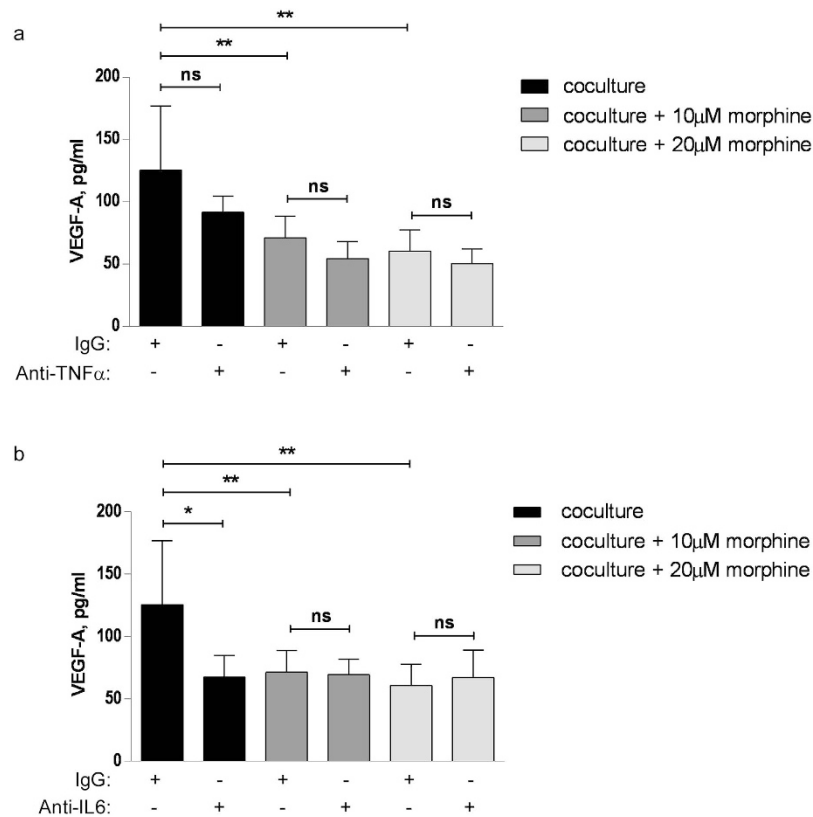 a
**
**
ns
ns
ns
200
150
100
50
0
VEGF-A, pg/ml
coculture
coculture + 10μM morphine
coculture + 20μM morphine
IgG: + - + - + -
Anti-TNFα: - + - + - +
b
**
**
*
ns
ns
200
150
100
50
0
VEGF-A, pg/ml
coculture
coculture + 10μM morphine
coculture + 20μM morphine
IgG: + - + - + -
Anti-IL6: - + - + - +